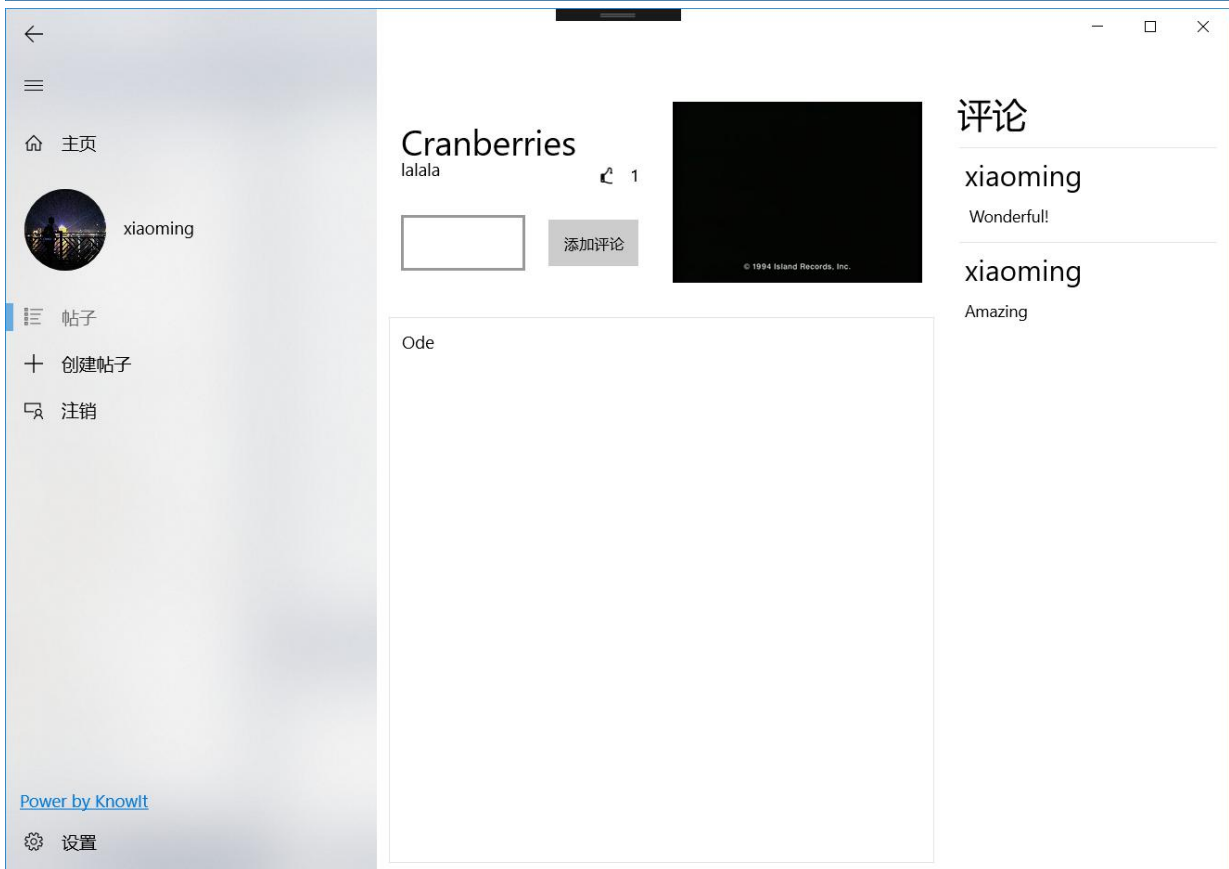 主页
xiaoming
帖子
创建帖子
注销
Power by KnowIt
设置
Cranberries
lalala
1
添加评论
© 1994 Island Records, Inc.
Ode
评论
xiaoming
Wonderful!
xiaoming
Amazing